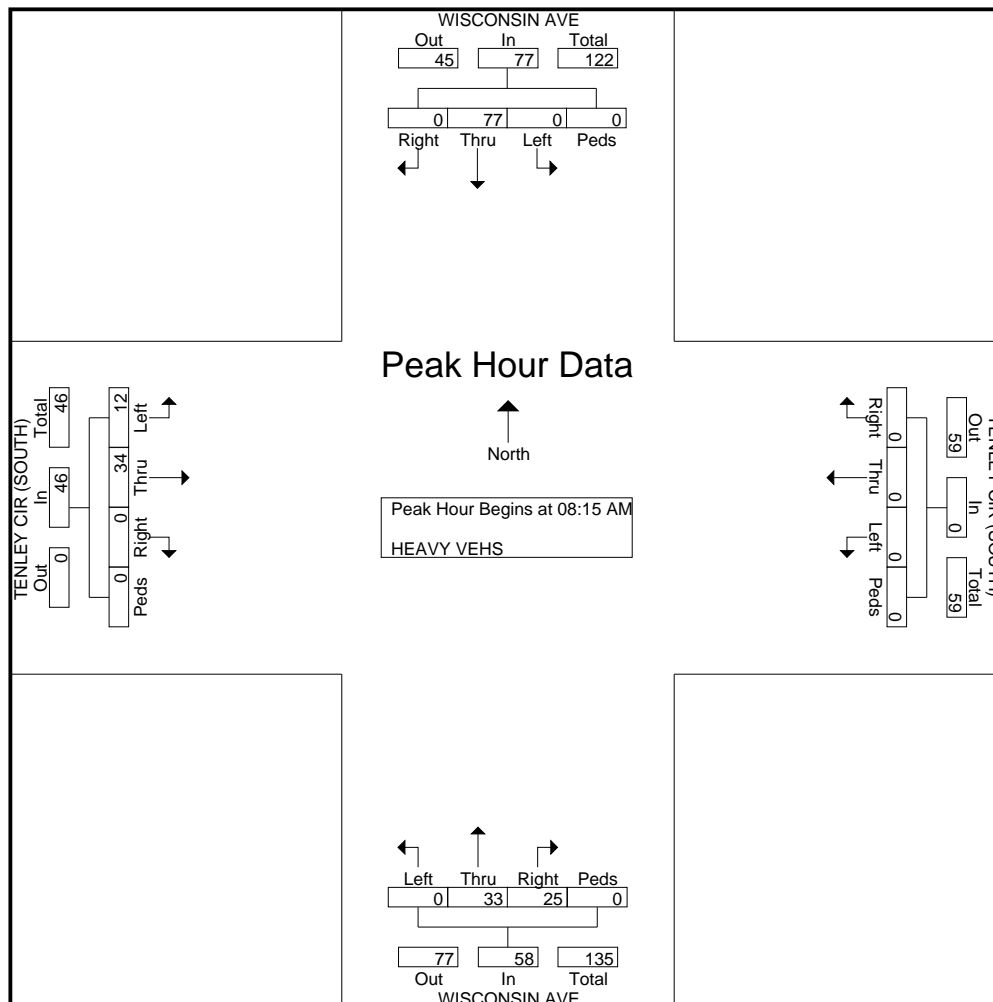 WISCONSIN AVE
Out In Total
45 77 122
0 77 0 0
Right Thru Left Peds
Peak Hour Data
North
Peak Hour Begins at 08:15 AM
HEAVY VEHS
TENLEY CIR (SOUTH)
Out In Total
0 46 46
12 34 0 0
Left Thru Right Peds
Right Thru Left Peds
0 0 0 0
Out In Total
59 0 59
CIR (SOUTH)
Left Thru Right Peds
0 33 25 0
77 58 135
Out In Total
WISCONSIN AVE